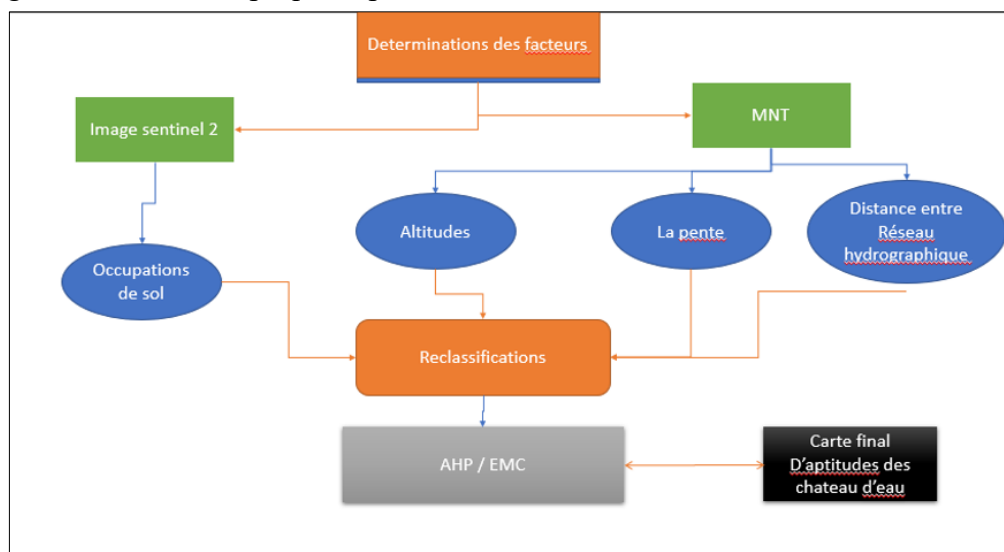 Determinations des facteurs
Image sentinel 2
MNT
Altitudes
La pente
Distance entre
Réseau
hydrographique
Occupations
de sol
Reclassifications
AHP / EMC
Carte final
D'aptitudes des
chateau d'eau